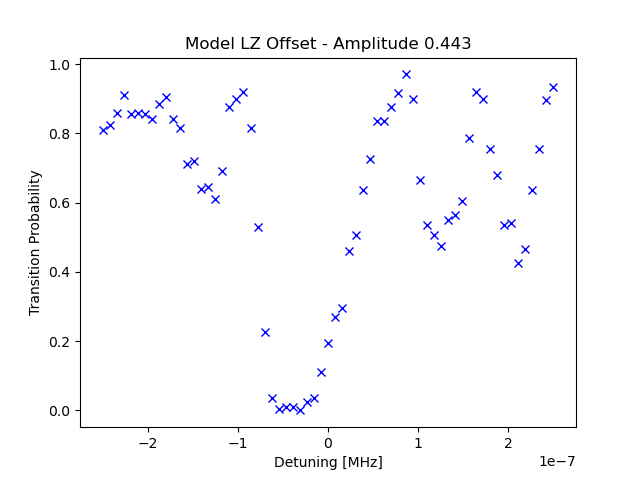 Model LZ Offset - Amplitude 0.443
1.0
0.8
0.6
0.4
0.2
0.0
Transition Probability
−2
−1
0
1
2
1e−7
Detuning [MHz]